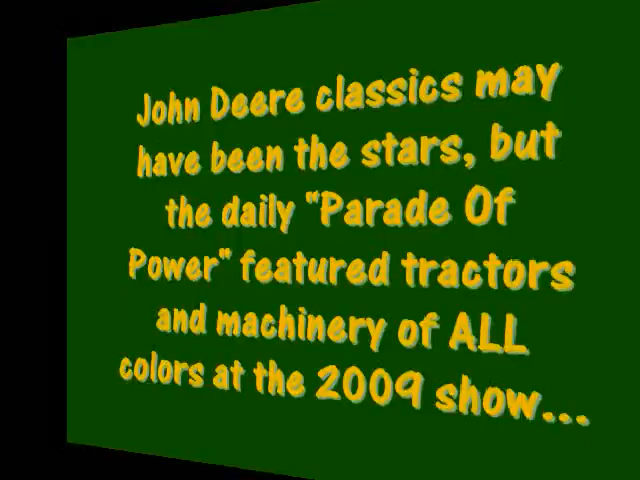 John Deere classics may
have been the stars, but
the daily "Parade Of
Power" featured tractors
and machinery of ALL
colors at the 2009 show...